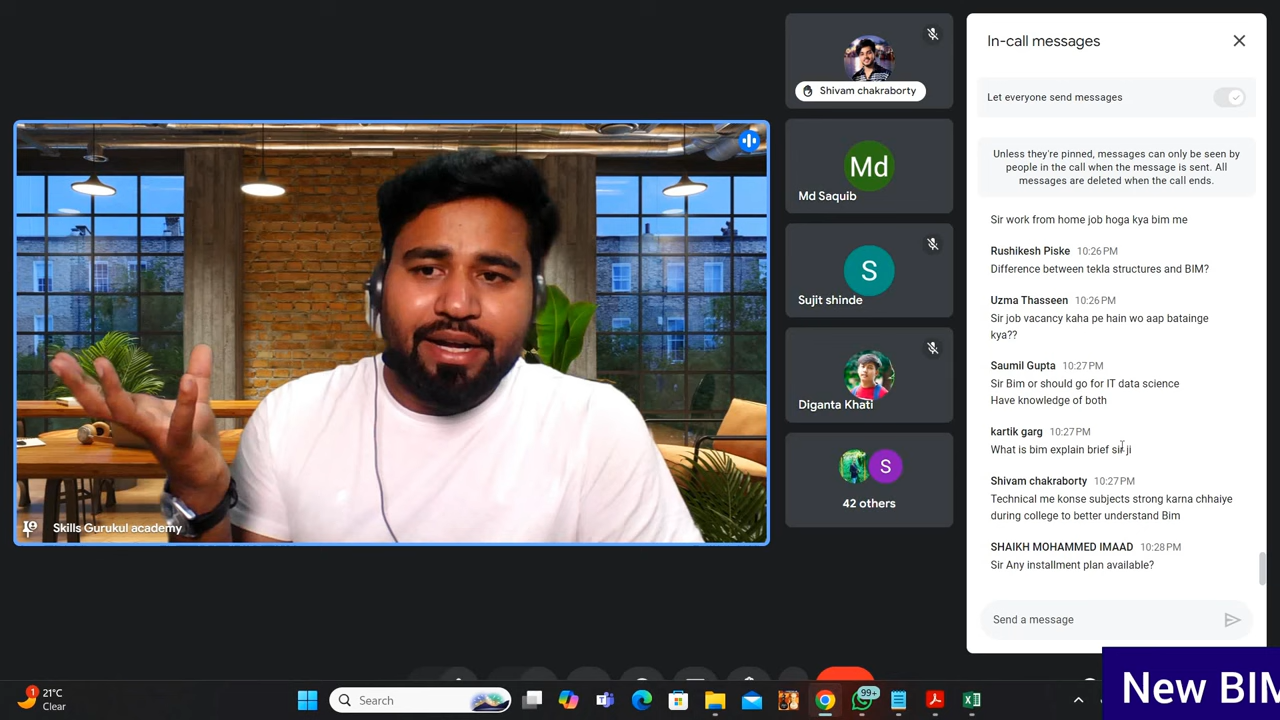 Shivam chakraborty
Md
Md Saquib
S
Sujit shinde
Diganta Khati
S
42 others
Skills Gurukul academy
In-call messages
Let everyone send messages
Unless they're pinned, messages can only be seen by
people in the call when the message is sent. All
messages are deleted when the call ends.
Sir work from home job hoga kya bim me
Rushikesh Piske 10:26 PM
Difference between tekla structures and BIM?
Uzma Thasseen 10:26 PM
Sir job vacancy kaha pe hain wo aap batainge
kya??
Saumil Gupta 10:27 PM
Sir Bim or should go for IT data science
Have knowledge of both
kartik garg 10:27 PM
What is bim explain brief sir ji
Shivam chakraborty 10:27 PM
Technical me konse subjects strong karna chhaiye
during college to better understand Bim
SHAIKH MOHAMMED IMAAD 10:28 PM
Sir Any installment plan available?
Send a message
New BIM
1
21°C
Clear
Search
99+